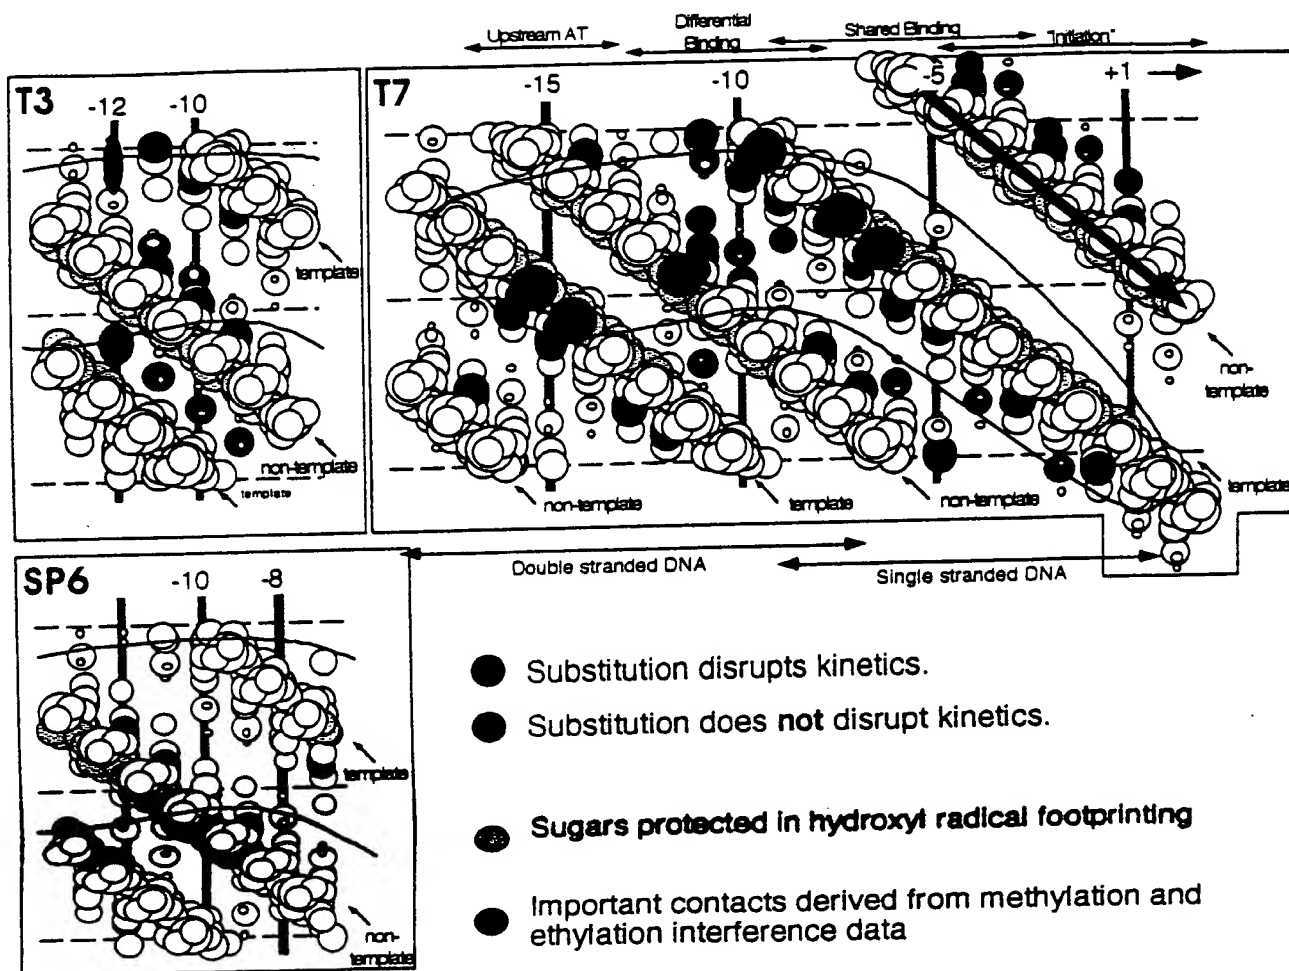 Upstream AT
Differential
Binding
Shared Binding
"Initiation"
T3
-12
-10
T7
-15
-10
-5
+1
template
non-template
template
non-template
template
non-template
non-
template
template
Double stranded DNA
Single stranded DNA
SP6
-10
-8
template
non-
template
Substitution disrupts kinetics.
Substitution does not disrupt kinetics.
Sugars protected in hydroxyl radical footprinting
Important contacts derived from methylation and
ethylation interference data